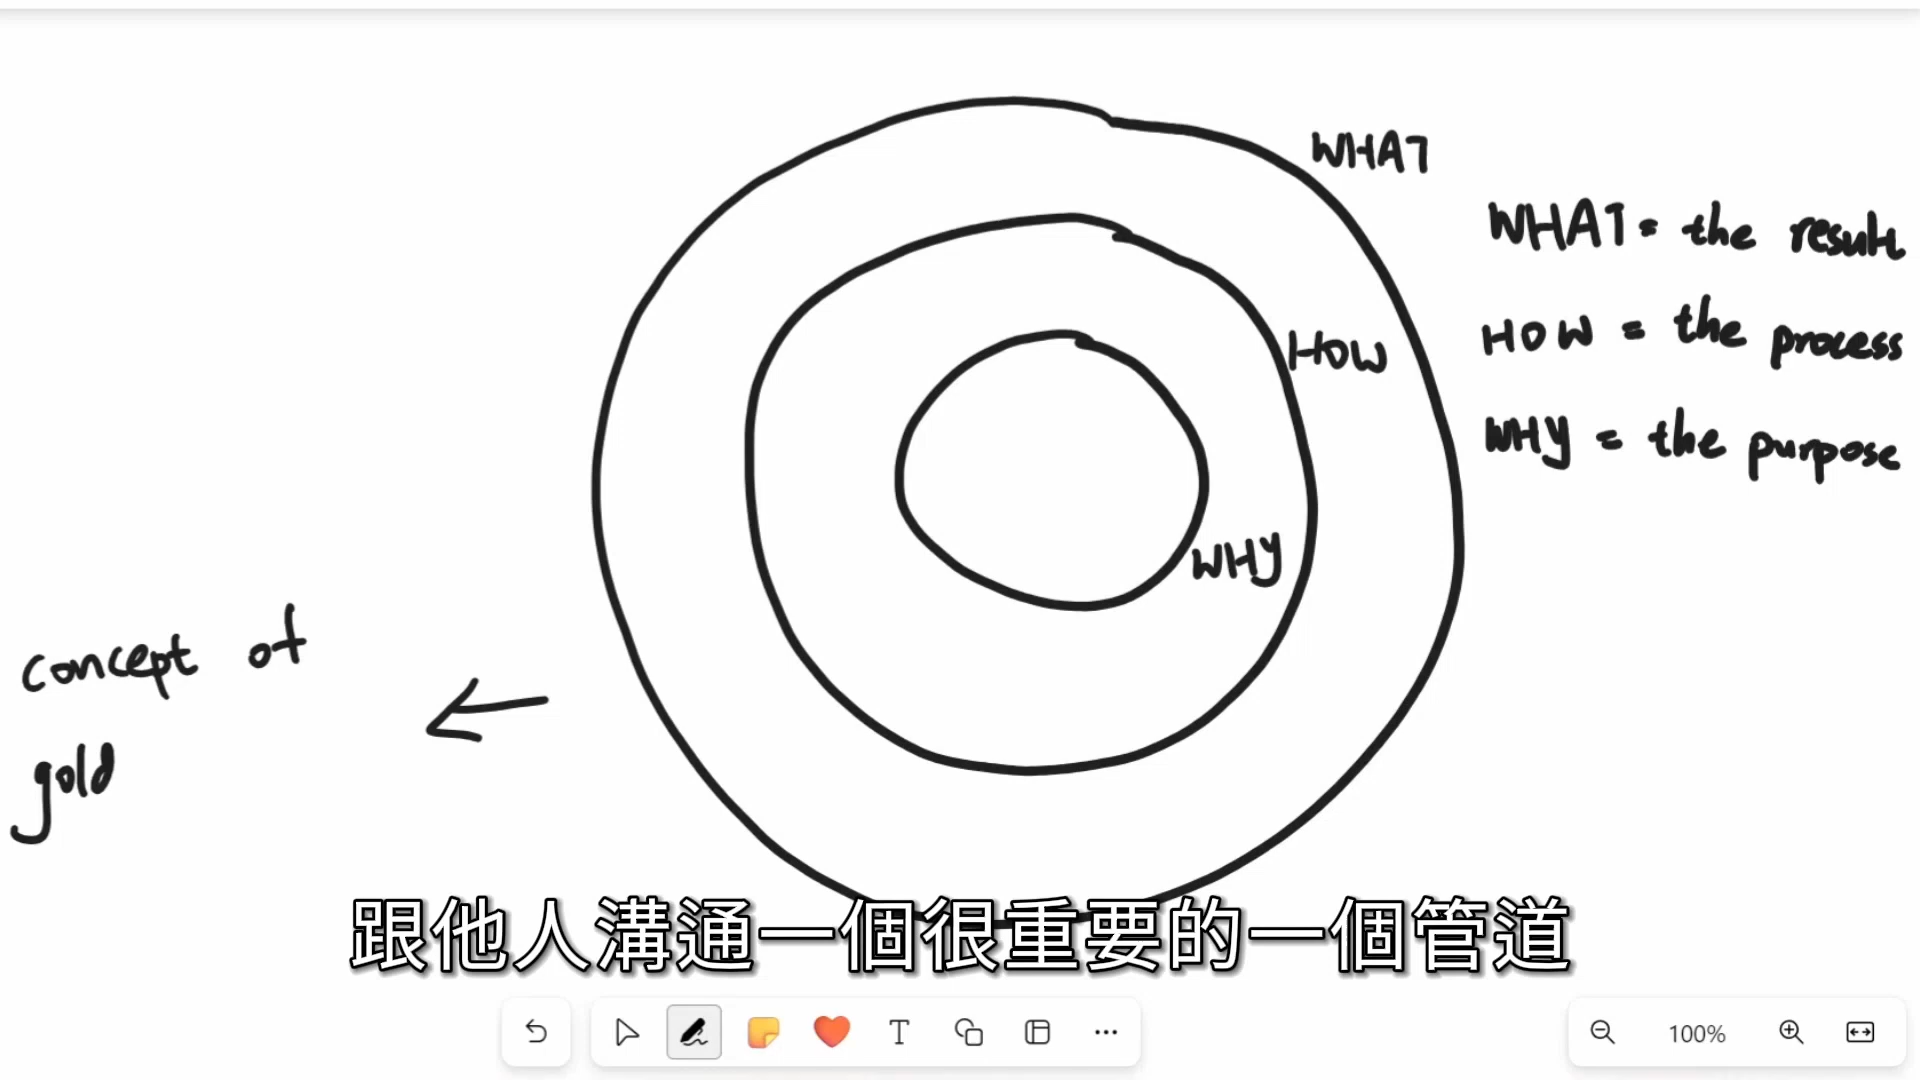 WHAT
WHAT = the result
HOW
HOW = the process
WHY = the purpose
WHY
concept of
gold
跟他人溝通一個很重要的一個管道
T
100%